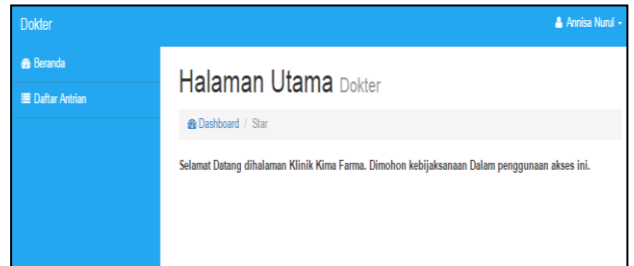 Dokter
Annisa Nurul
Beranda
Daftar Antrian
Halaman Utama Dokter
Dashboard / Star
Selamat Datang dihalaman Klinik Kima Farma. Dimohon kebijaksanaan Dalam penggunaan akses ini.